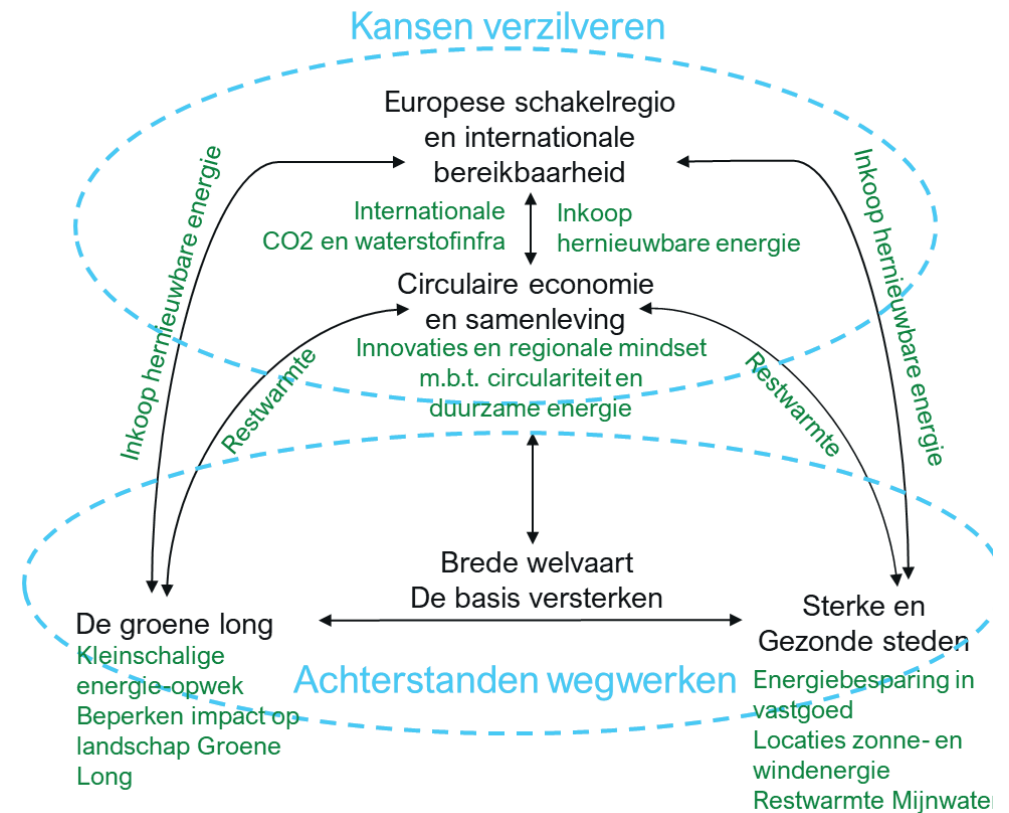 Kansen verzilveren
Europese schakelregio
en internationale
bereikbaarheid
Inkoop hernieuwbare energie
Inkoop hernieuwbare energie
Internationale
CO2 en waterstofinfra
Inkoop
hernieuwbare energie
Circulaire economie
en samenleving
Innovaties en regionale mindset
m.b.t. circulariteit en
duurzame energie
Restwarmte
Restwarmte
Brede welvaart
De basis versterken
De groene long
Kleinschalige
energie-opwek
Beperken impact op
landschap Groene
Long
Achterstanden wegwerken
Sterke en
Gezonde steden
Energiebesparing in
vastgoed
Locaties zonne- en
windenergie
Restwarmte Mijnwate